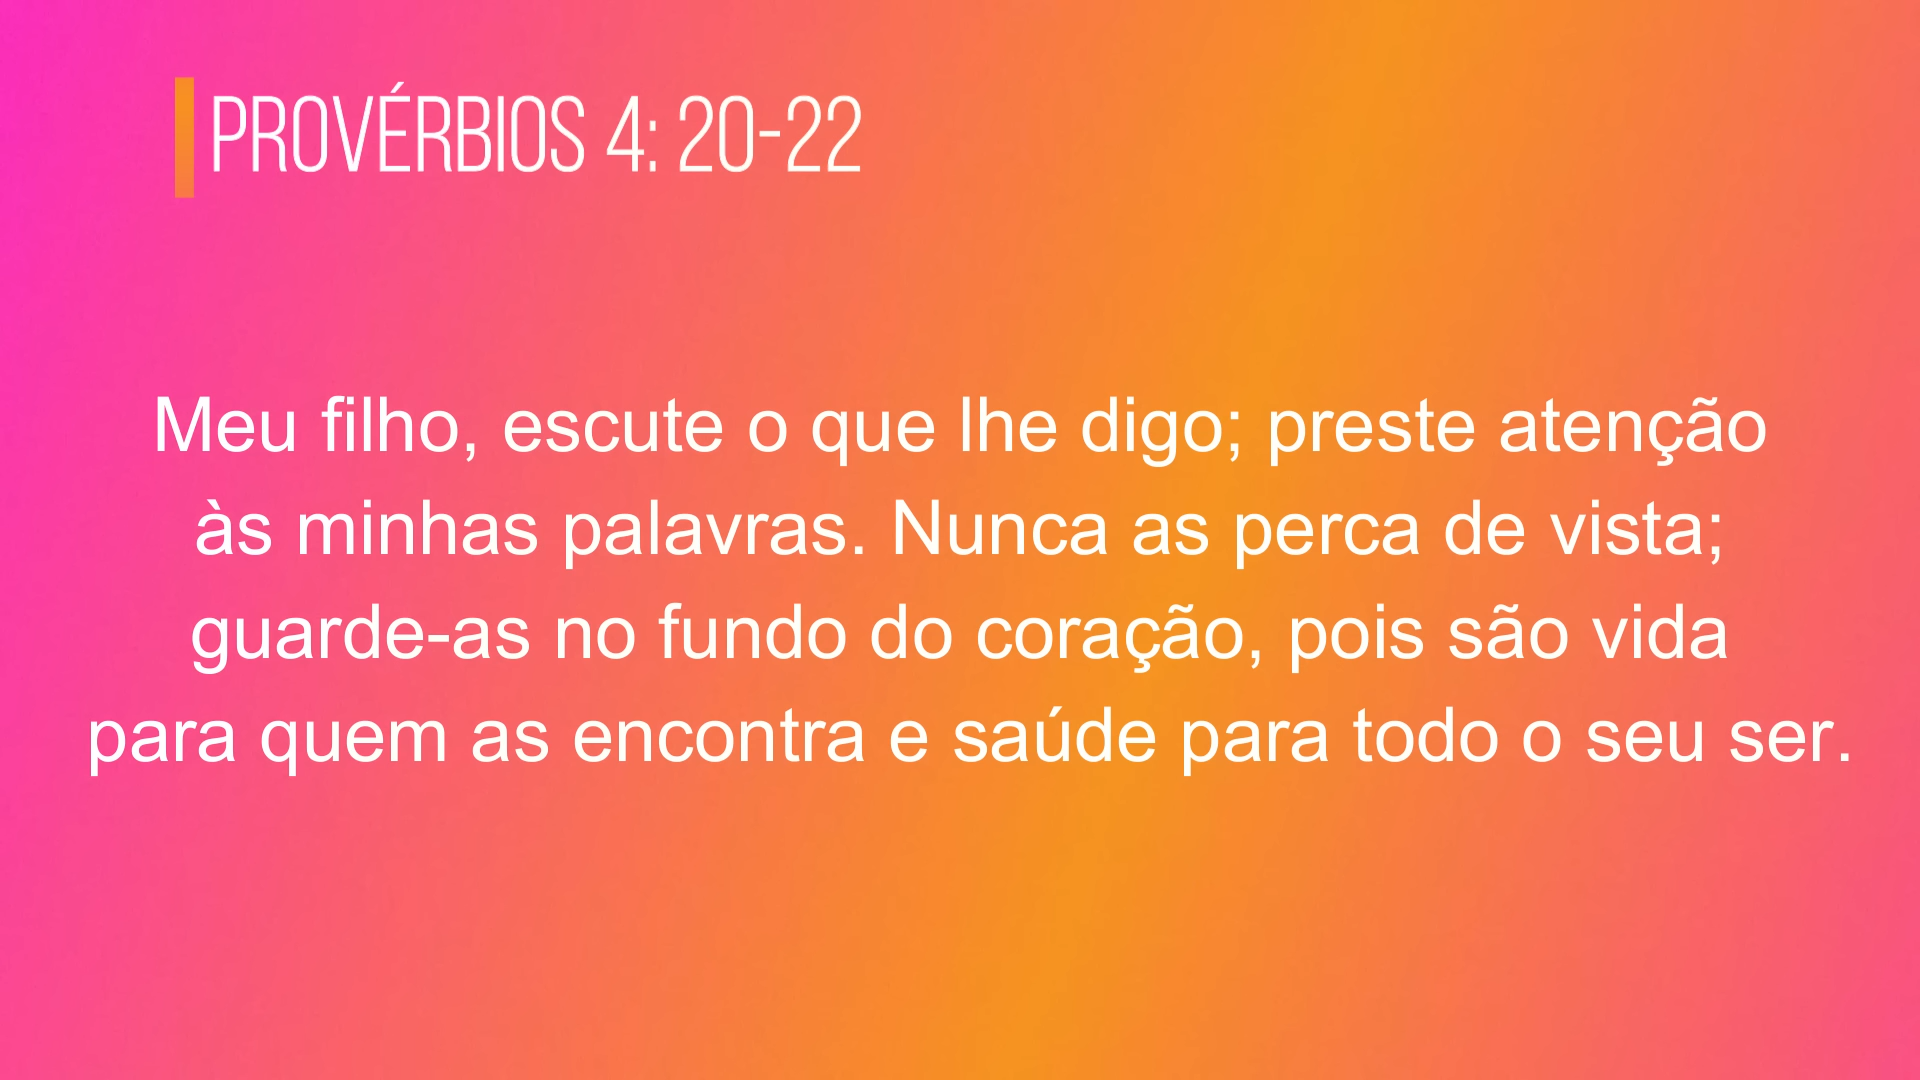 PROVÉRBIOS 4: 20-22
Meu filho, escute o que lhe digo; preste atenção
às minhas palavras. Nunca as perca de vista;
guarde-as no fundo do coração, pois são vida
para quem as encontra e saúde para todo o seu ser.